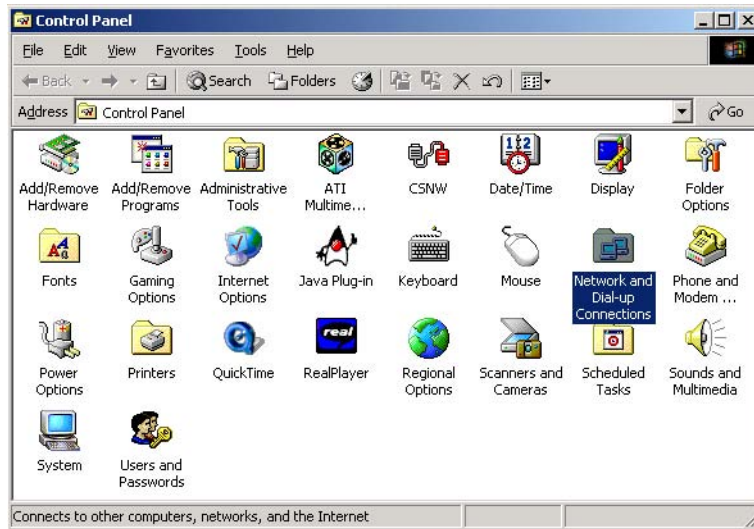 Control Panel
File Edit View Favorites Tools Help
Back Search Folders
Address Control Panel Go
Add/Remove Hardware
Add/Remove Programs
Administrative Tools
ATI Multime...
CSNW
Date/Time
Display
Folder Options
Fonts
Gaming Options
Internet Options
Java Plug-in
Keyboard
Mouse
Network and Dial-up Connections
Phone and Modem ...
Power Options
Printers
QuickTime
real
RealPlayer
Regional Options
Scanners and Cameras
Scheduled Tasks
Sounds and Multimedia
System
Users and Passwords
Connects to other computers, networks, and the Internet